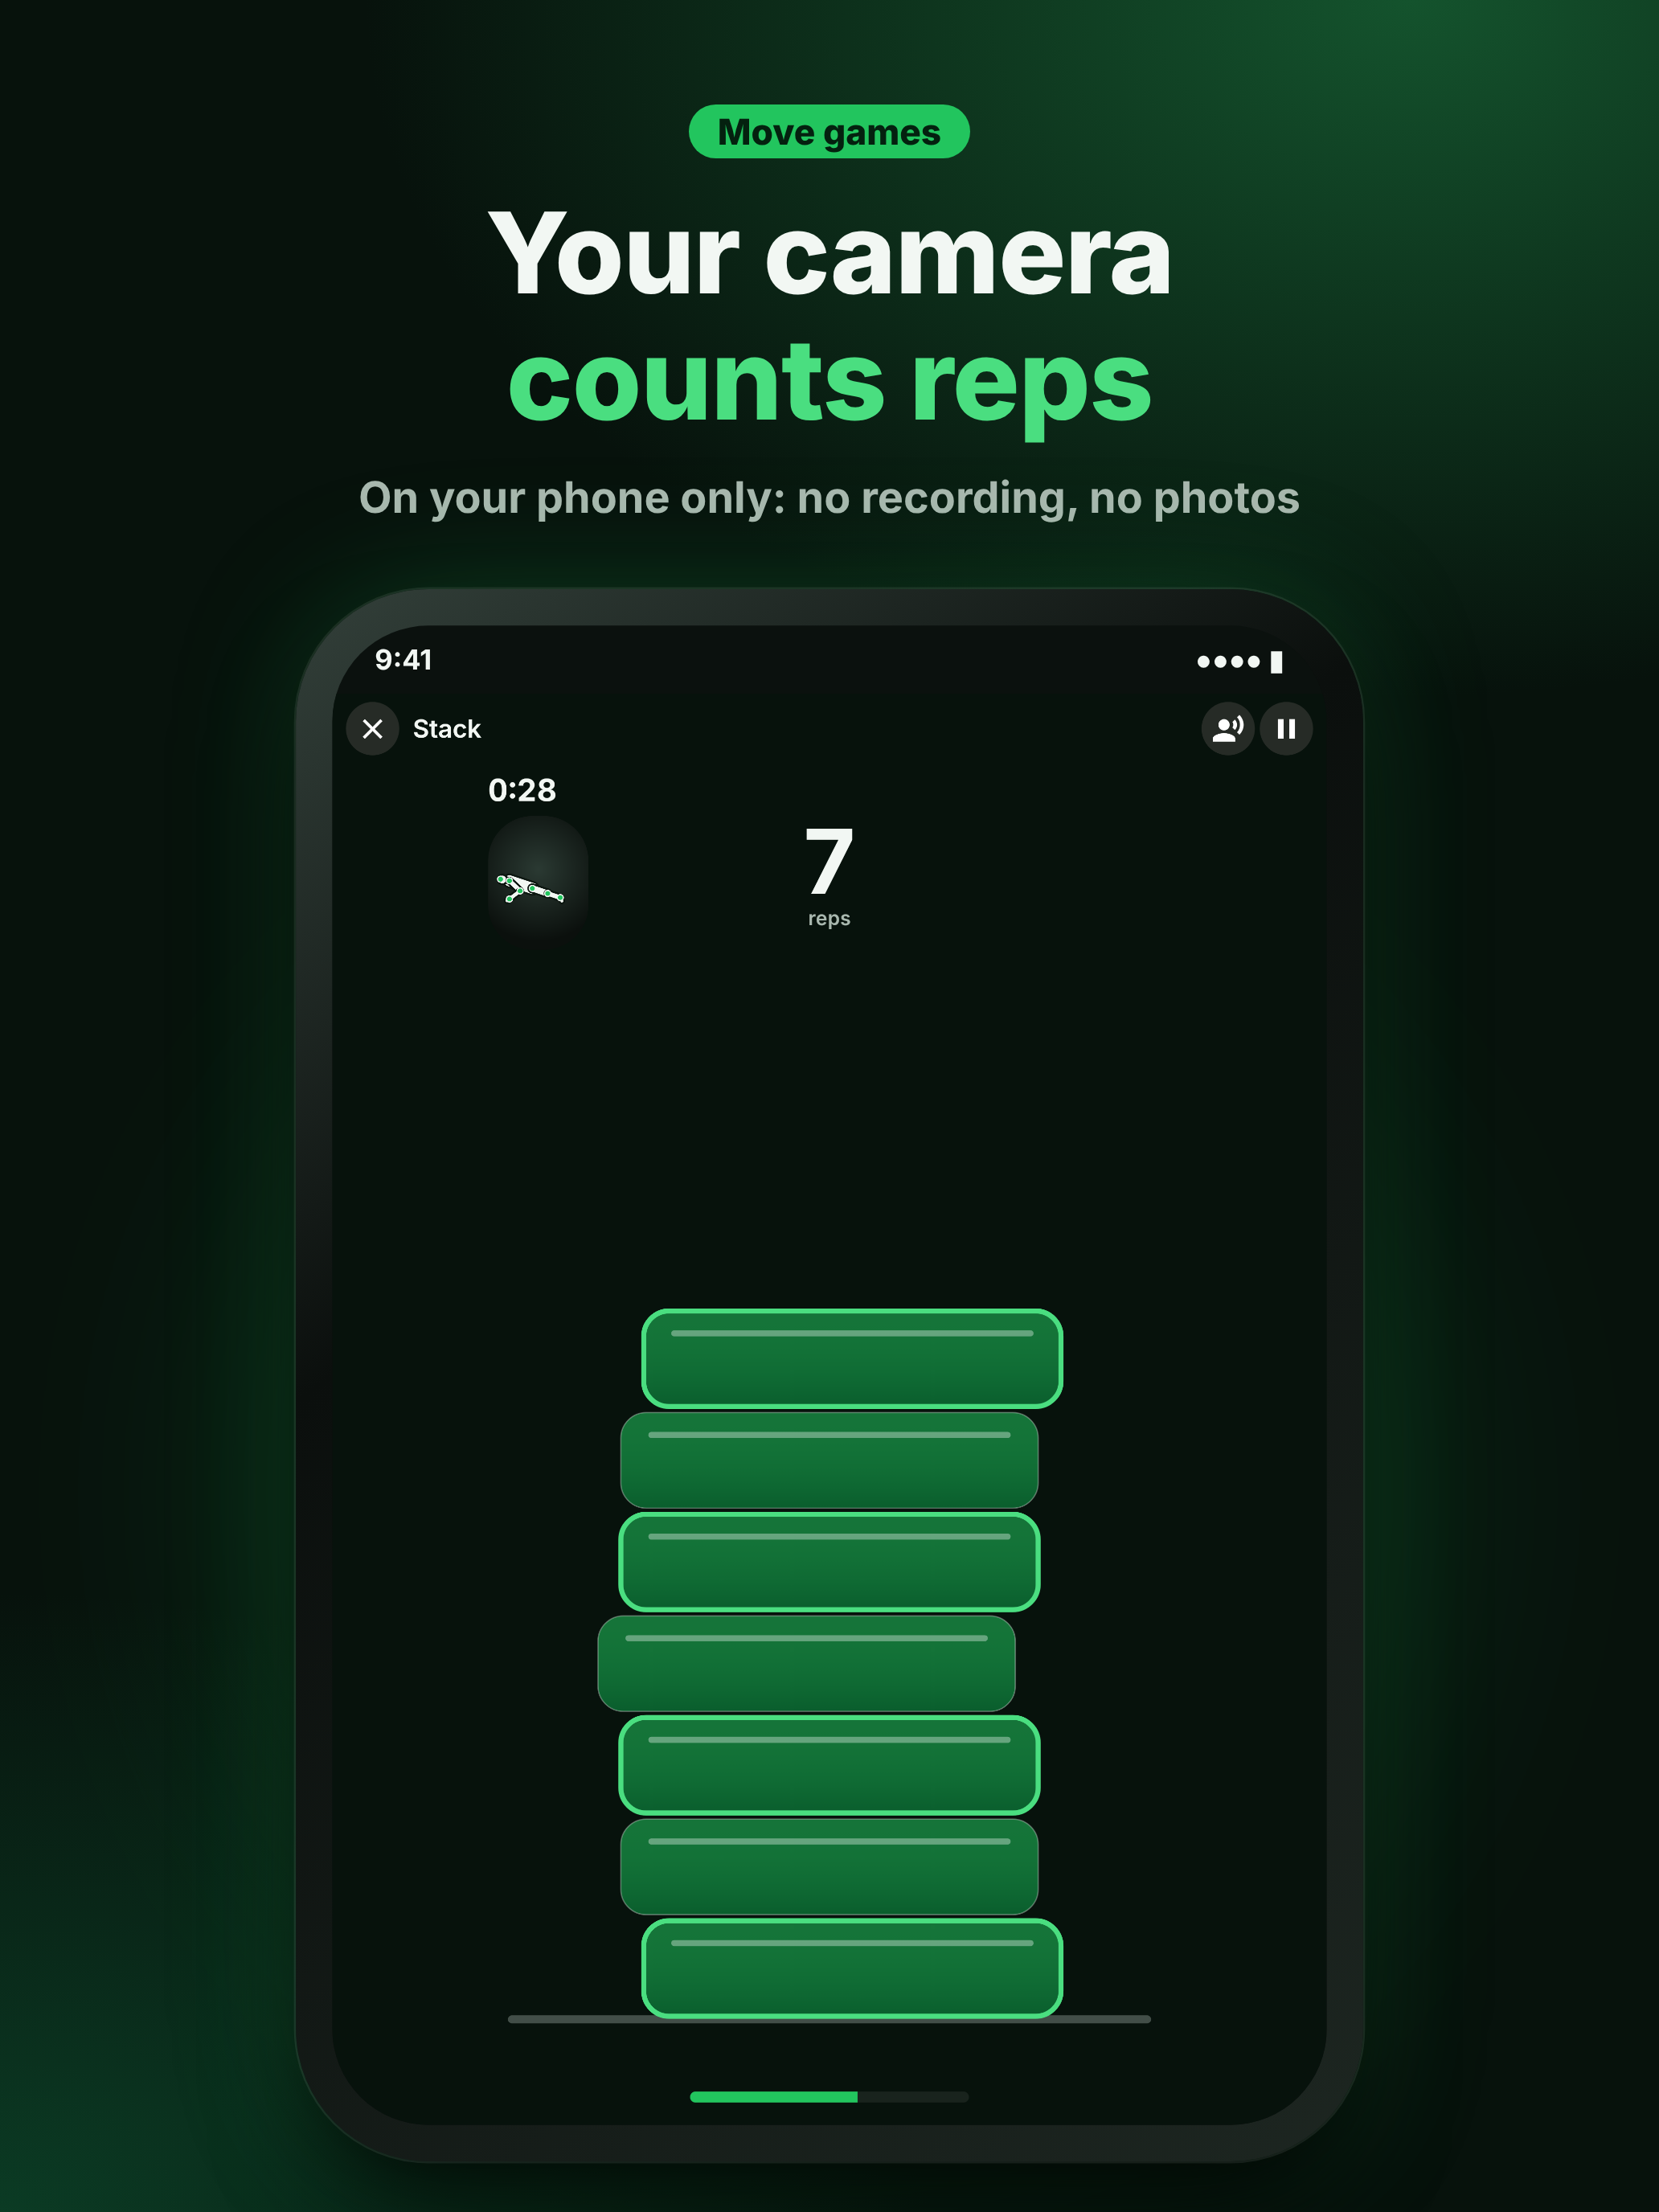 Move games
Your camera
counts reps
On your phone only: no recording, no photos
9:41
Stack
0:28
7
reps